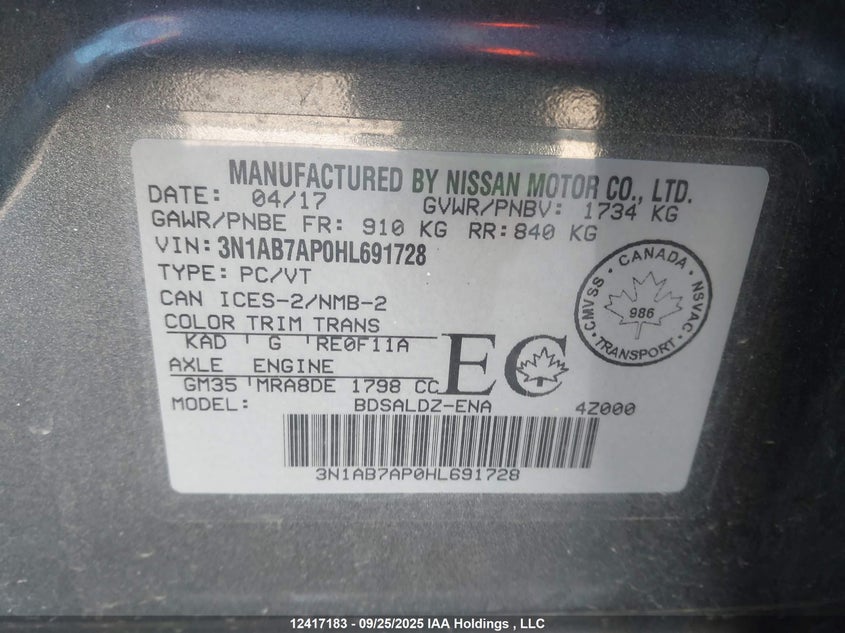 MANUFACTURED BY NISSAN MOTOR CO., LTD.
DATE: 04/17 GVWR/PNBV: 1734 KG
GAWR/PNBE FR: 910 KG RR:840 KG
VIN: 3N1AB7AP0HL691728
TYPE: PC/VT
CAN ICES-2/NMB-2
COLOR TRIM TRANS
KAD G RE0F11A
AXLE ENGINE
GM35 MRA8DE 1798 CC
EC
MODEL: BDSALDZ-ENA 4Z000
3N1AB7AP0HL691728
CANADA
CMVSS 986 NSVAC
TRANSPORT
12417183 - 09/25/2025 IAA Holdings , LLC